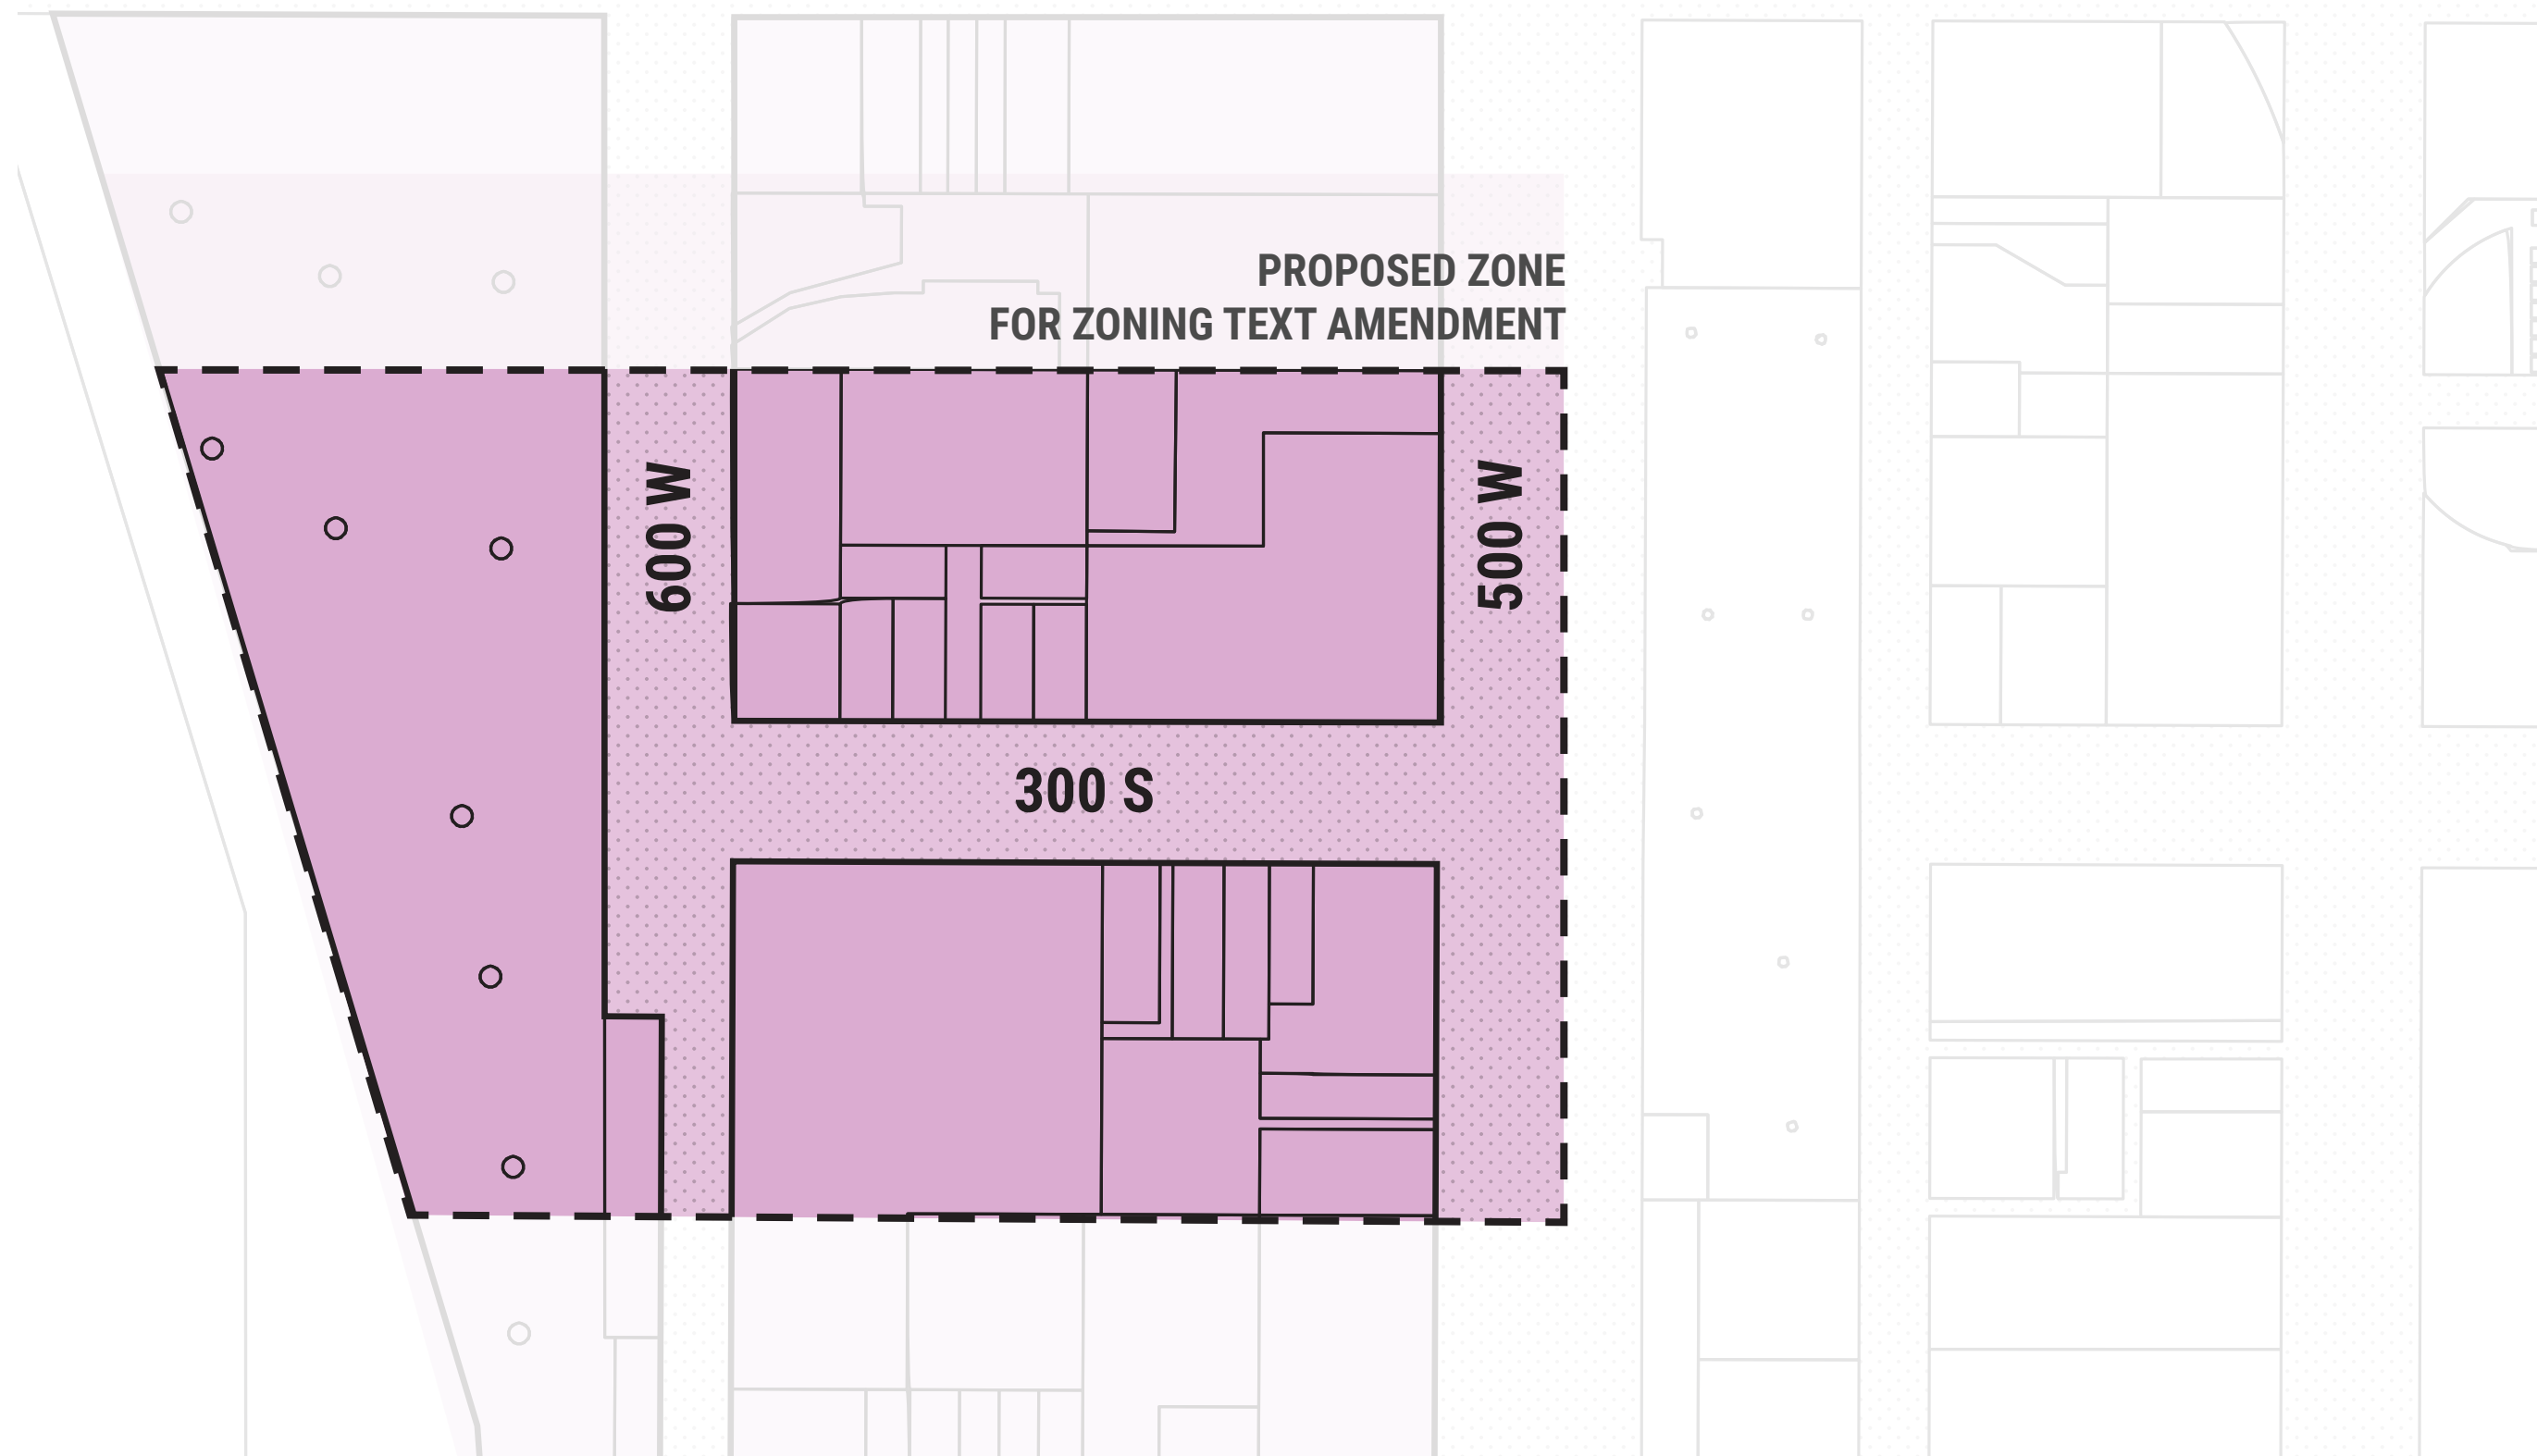 PROPOSED ZONE
FOR ZONING TEXT AMENDMENT
600 W
500 W
300 S